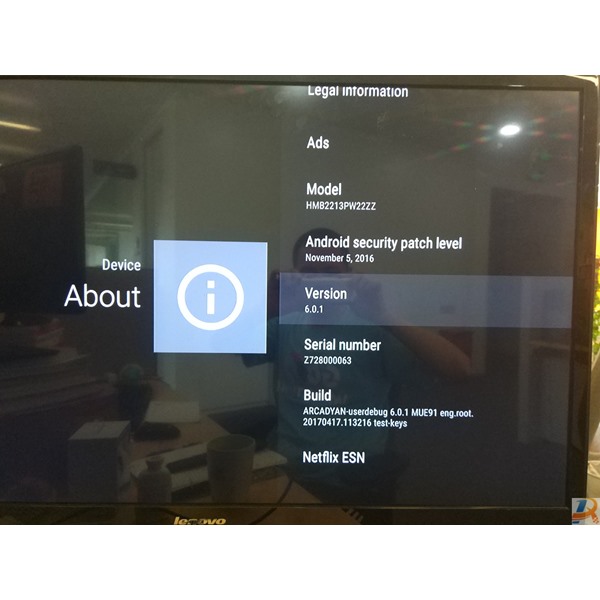 Legal information
Ads
Model
HMB2213PW22ZZ
Android security patch level
November 5, 2016
Device
About
Version
6.0.1
Serial number
Z728000063
Build
ARCADYAN-userdebug 6.0.1 MUE91 eng.root.
20170417.113216 test-keys
Netflix ESN
lenovo